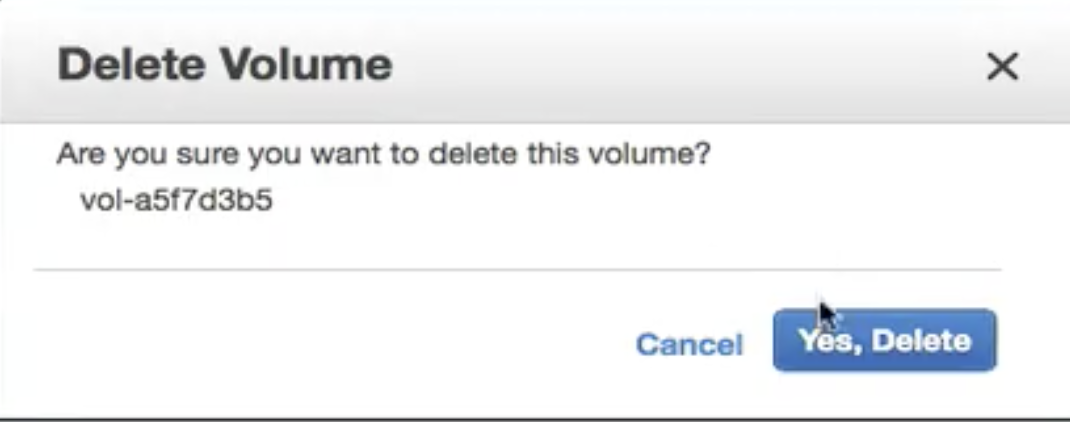 Delete Volume
Are you sure you want to delete this volume?
vol-a5f7d3b5
Cancel
Yes, Delete